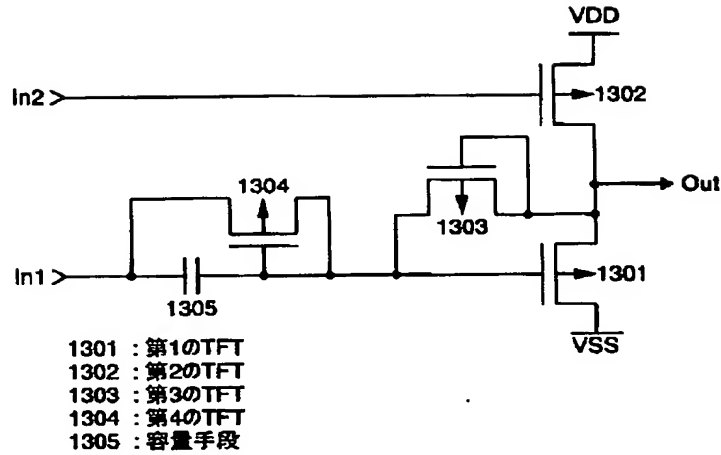 VDD
In2
1302
1304
Out
1303
In1
1301
1305
VSS
1301 : 第1のTFT
1302 : 第2のTFT
1303 : 第3のTFT
1304 : 第4のTFT
1305 : 容量手段